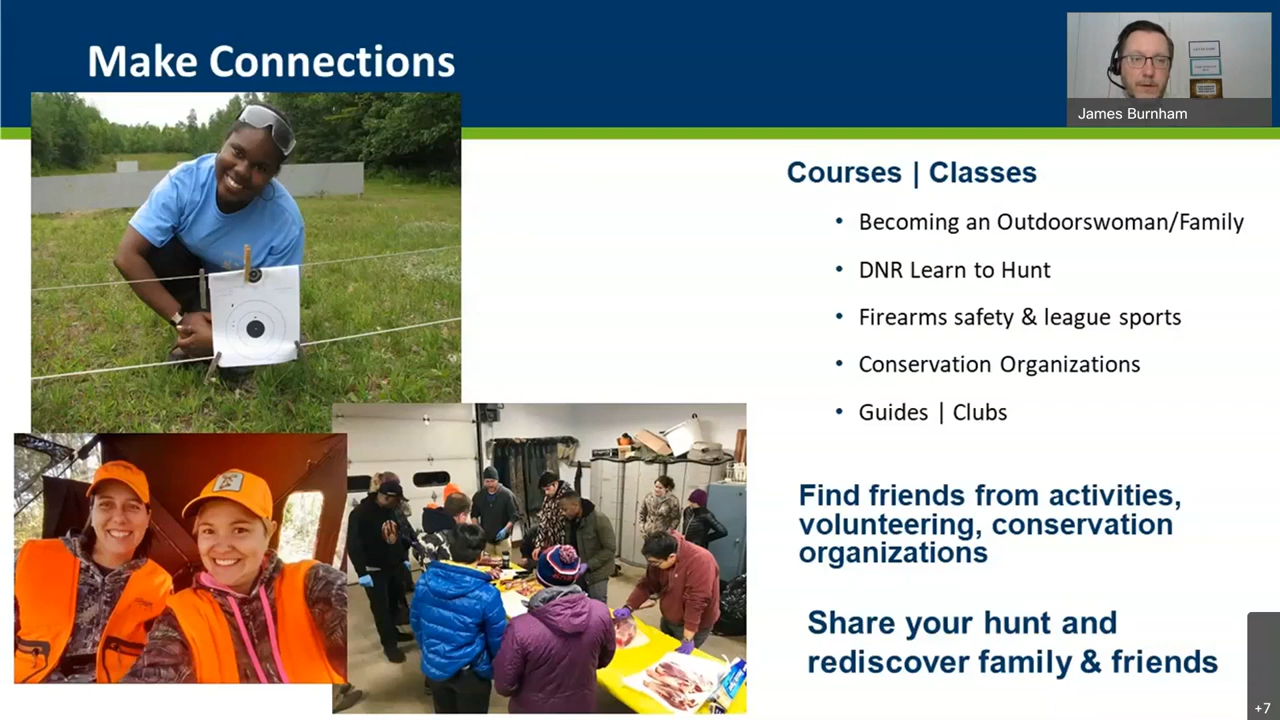 Make Connections
James Burnham
Courses | Classes
• Becoming an Outdoorswoman/Family
• DNR Learn to Hunt
• Firearms safety & league sports
• Conservation Organizations
• Guides | Clubs
Find friends from activities,
volunteering, conservation
organizations
Share your hunt and
rediscover family & friends
+7